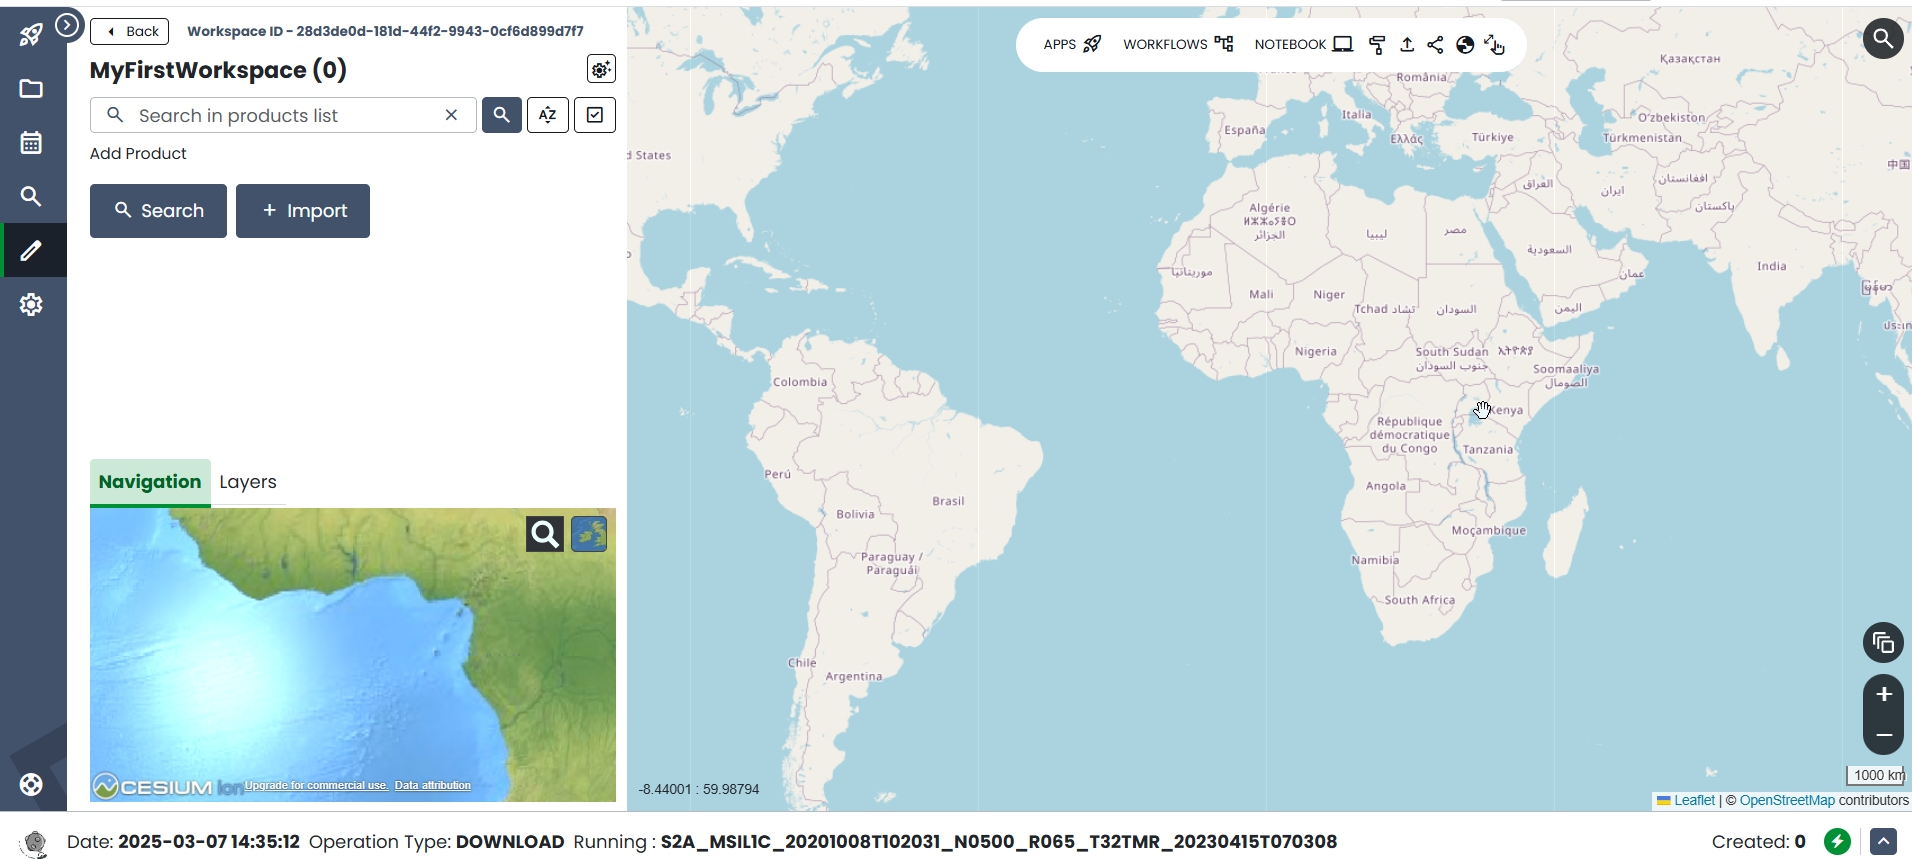 Back
Workspace ID - 28d3de0d-181d-44f2-9943-0cf6d899d7f7
MyFirstWorkspace (0)
Search in products list
AZ
Add Product
Search
Import
Navigation
Layers
CESIUM ion
Upgrade for commercial use. Data attribution
APPS
WORKFLOWS
NOTEBOOK
România
Қазақстан
Italia
España
Ελλάς
Türkiye
Oʻzbekiston
Türkmenistan
d States
中国
العراق
ایران
افغانستان
پاکستان
Algérie
ⵍⵣⵣⴰⵢⴻⵔ
الجزائر
ليبيا
مصر
السعودية
عمان
India
موريتانيا
Mali
Niger
Tchad تشاد
السودان
اليمن
Nigeria
South Sudan
جنوب السودان
ኢትዮጵያ
Soomaaliya
الصومال
Colombia
Kenya
République
démocratique
du Congo
Tanzania
Perú
Angola
Brasil
Bolivia
Moçambique
Paraguay /
Paraguái
Namibia
South Africa
Chile
Argentina
1000 km
-8.44001 : 59.98794
Leaflet | © OpenStreetMap contributors
Date: 2025-03-07 14:35:12 Operation Type: DOWNLOAD Running : S2A_MSIL1C_20201008T102031_N0500_R065_T32TMR_20230415T070308
Created: 0